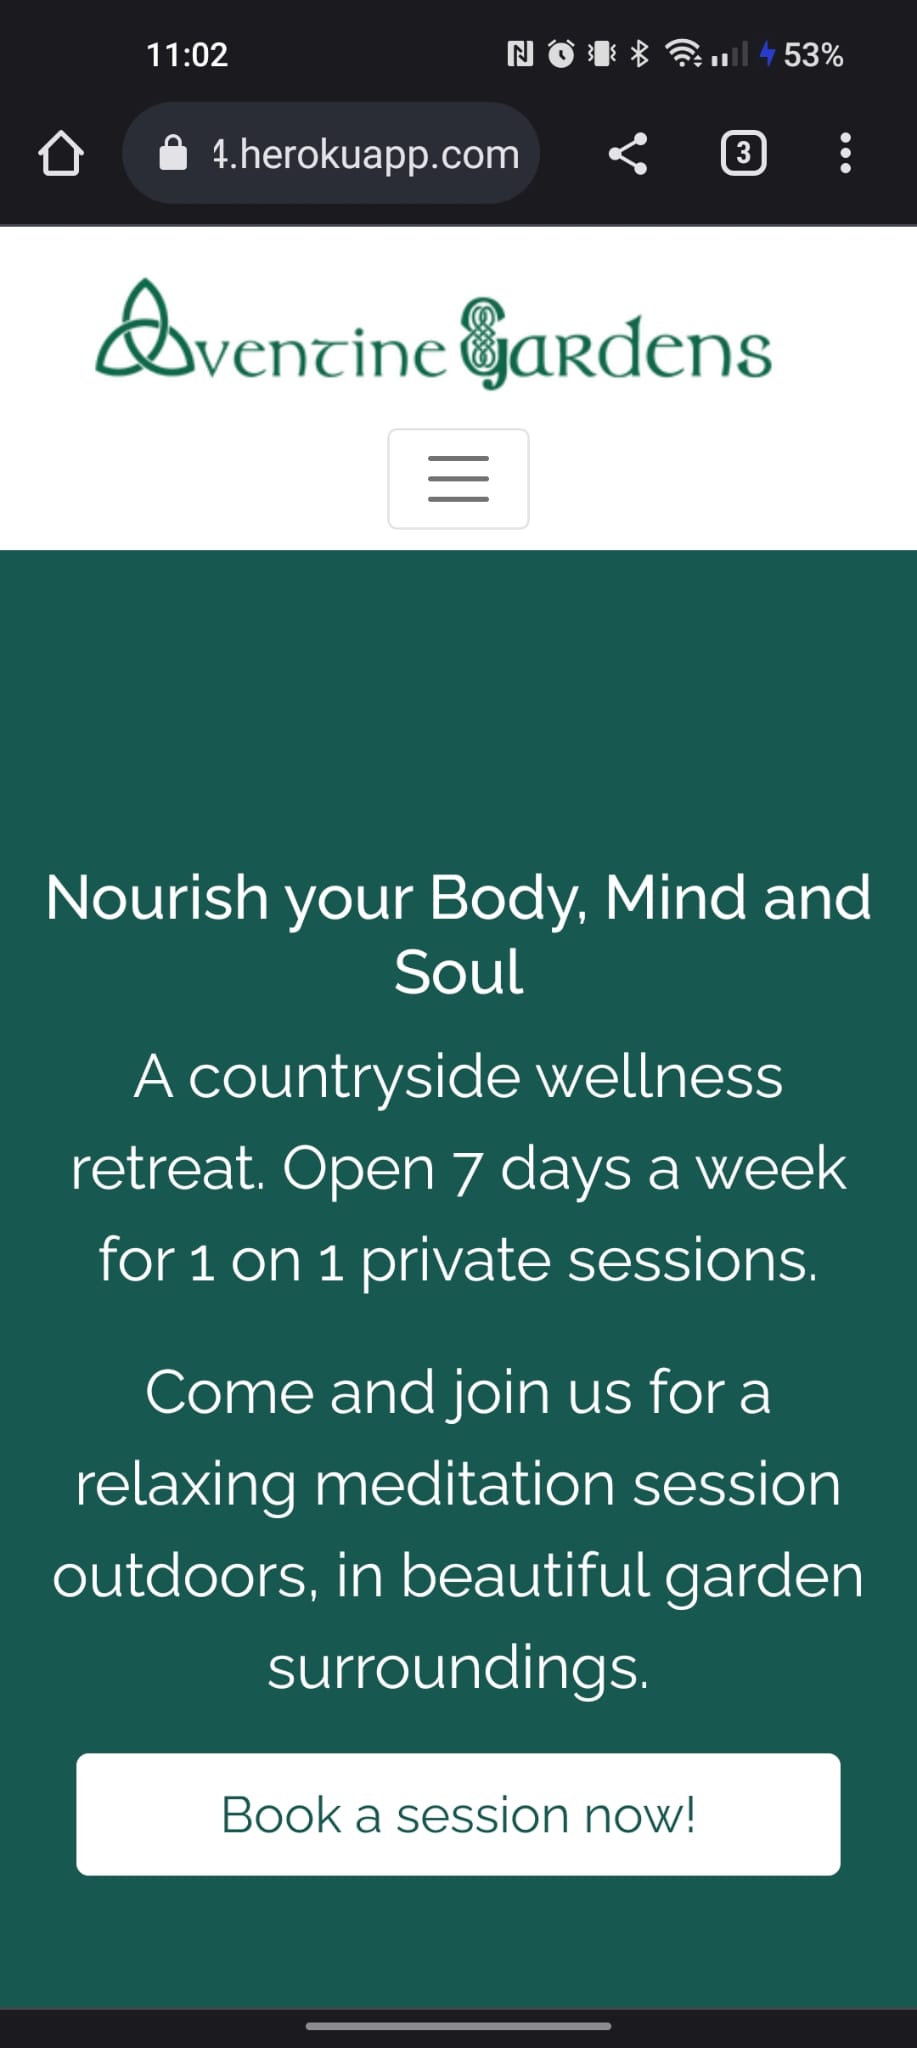 11:02 53%
4.herokuapp.com 3
Aventine Gardens
Nourish your Body, Mind and
Soul
A countryside wellness
retreat. Open 7 days a week
for 1 on 1 private sessions.
Come and join us for a
relaxing meditation session
outdoors, in beautiful garden
surroundings.
Book a session now!